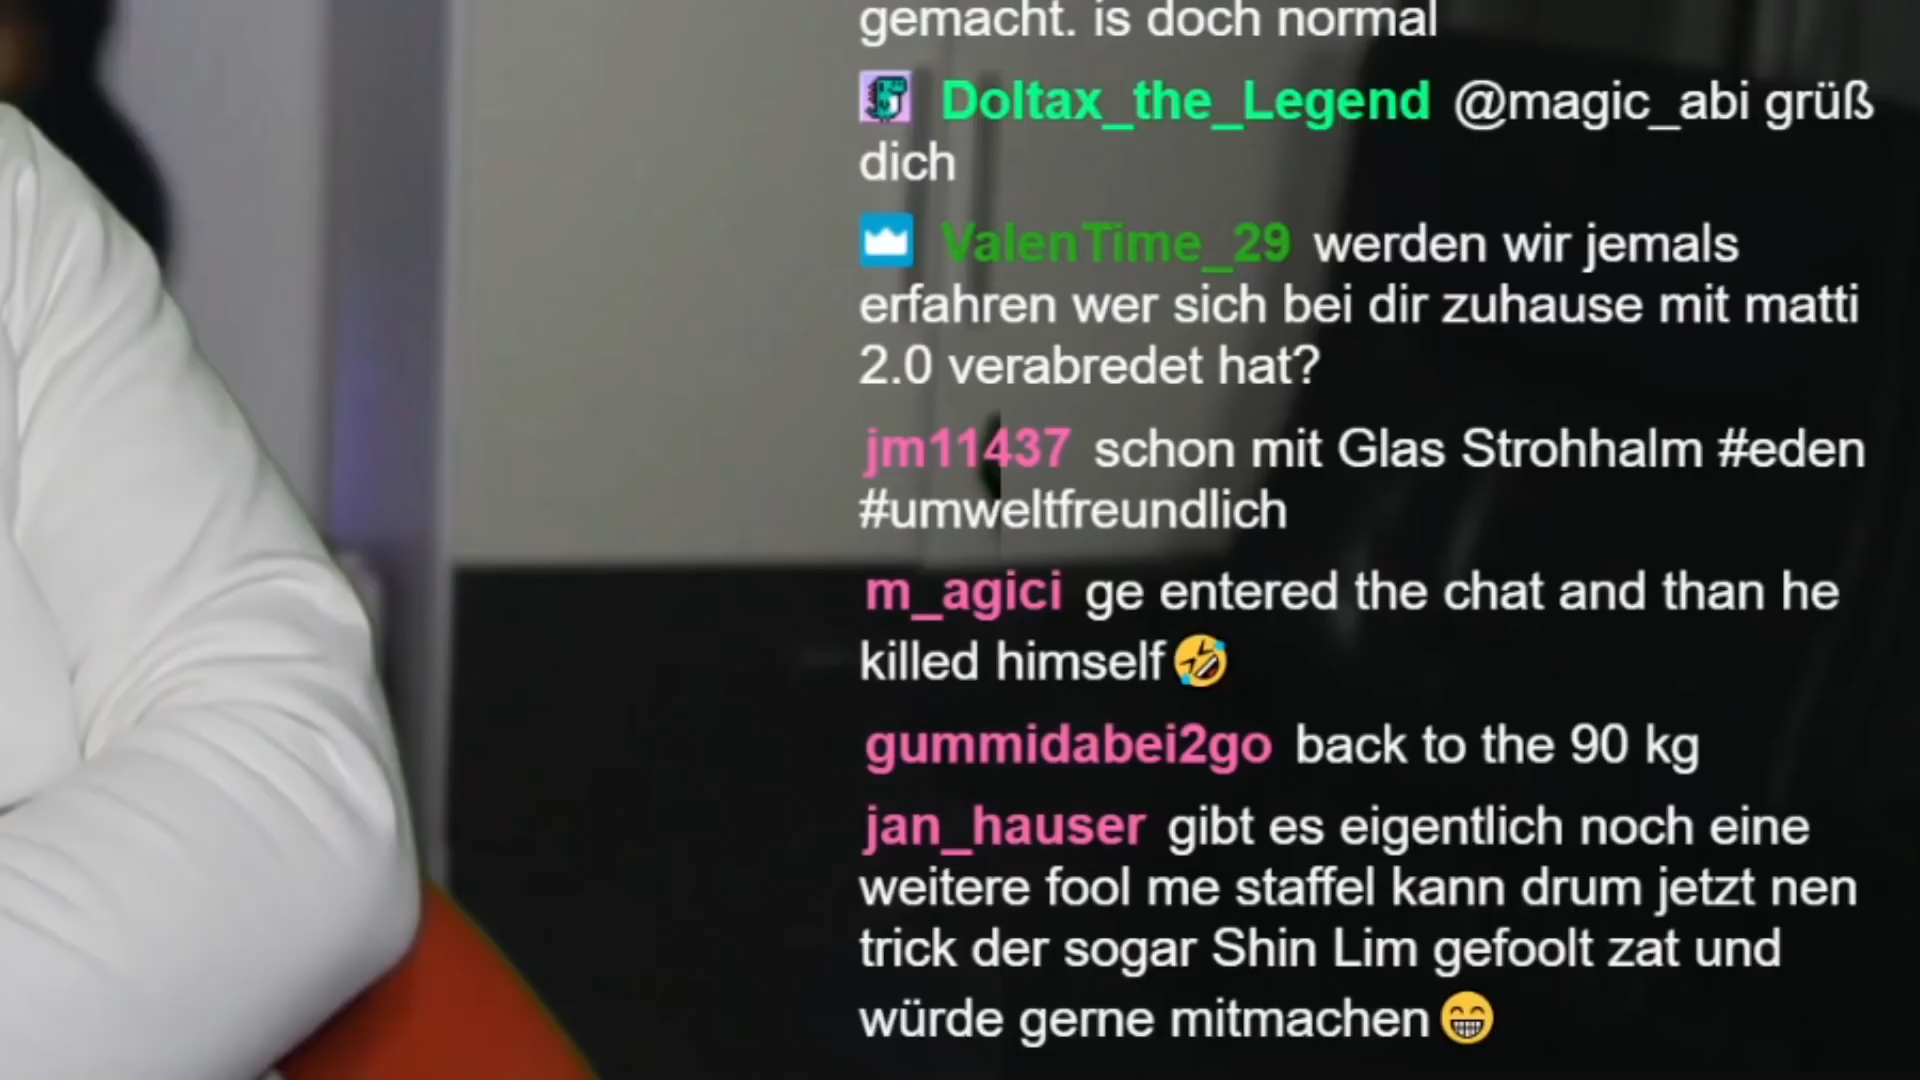 gemacht. is doch normal
Doltax_the_Legend @magic_abi grüß
dich
ValenTime_29 werden wir jemals
erfahren wer sich bei dir zuhause mit matti
2.0 verabredet hat?
jm11437 schon mit Glas Strohhalm #eden
#umweltfreundlich
m_agici ge entered the chat and than he
killed himself🤣
gummidabei2go back to the 90 kg
jan_hauser gibt es eigentlich noch eine
weitere fool me staffel kann drum jetzt nen
trick der sogar Shin Lim gefoolt zat und
würde gerne mitmachen😁